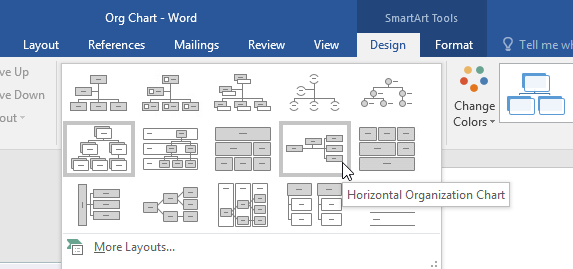 Org Chart - Word
SmartArt Tools
Layout
References
Mailings
Review
View
Design
Format
Tell me
ve Up
ve Down
out
Change
Colors
Horizontal Organization Chart
More Layouts...